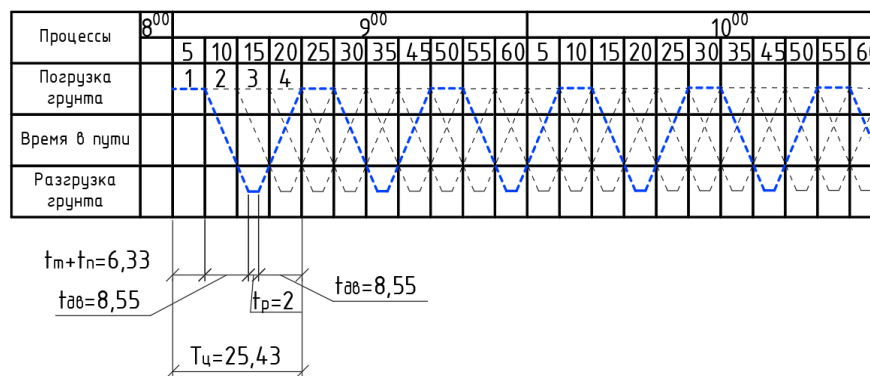 Процессы 8⁰⁰ 9⁰⁰ 10⁰⁰
5 10 15 20 25 30 35 45 50 55 60 5 10 15 20 25 30 35 45 50 55 60
Погрузка 1 2 3 4
грунта
Время в пути
Разгрузка
грунта
tт+tп=6,33
tдв=8,55 tр=2 tдв=8,55
Tц=25,43